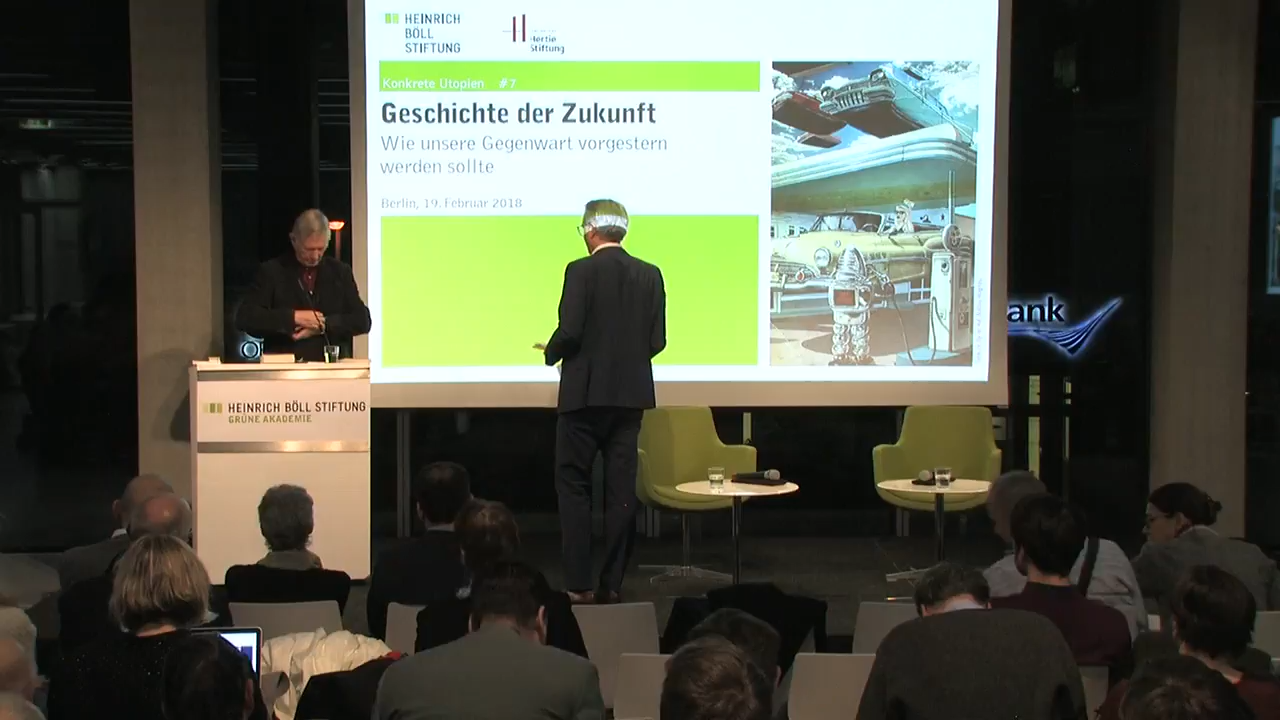 HEINRICH
BÖLL
STIFTUNG
Hertie
Stiftung
Konkrete Utopien #7
Geschichte der Zukunft
Wie unsere Gegenwart vorgestern
werden sollte
Berlin, 19. Februar 2018
ank
HEINRICH BÖLL STIFTUNG
GRÜNE AKADEMIE